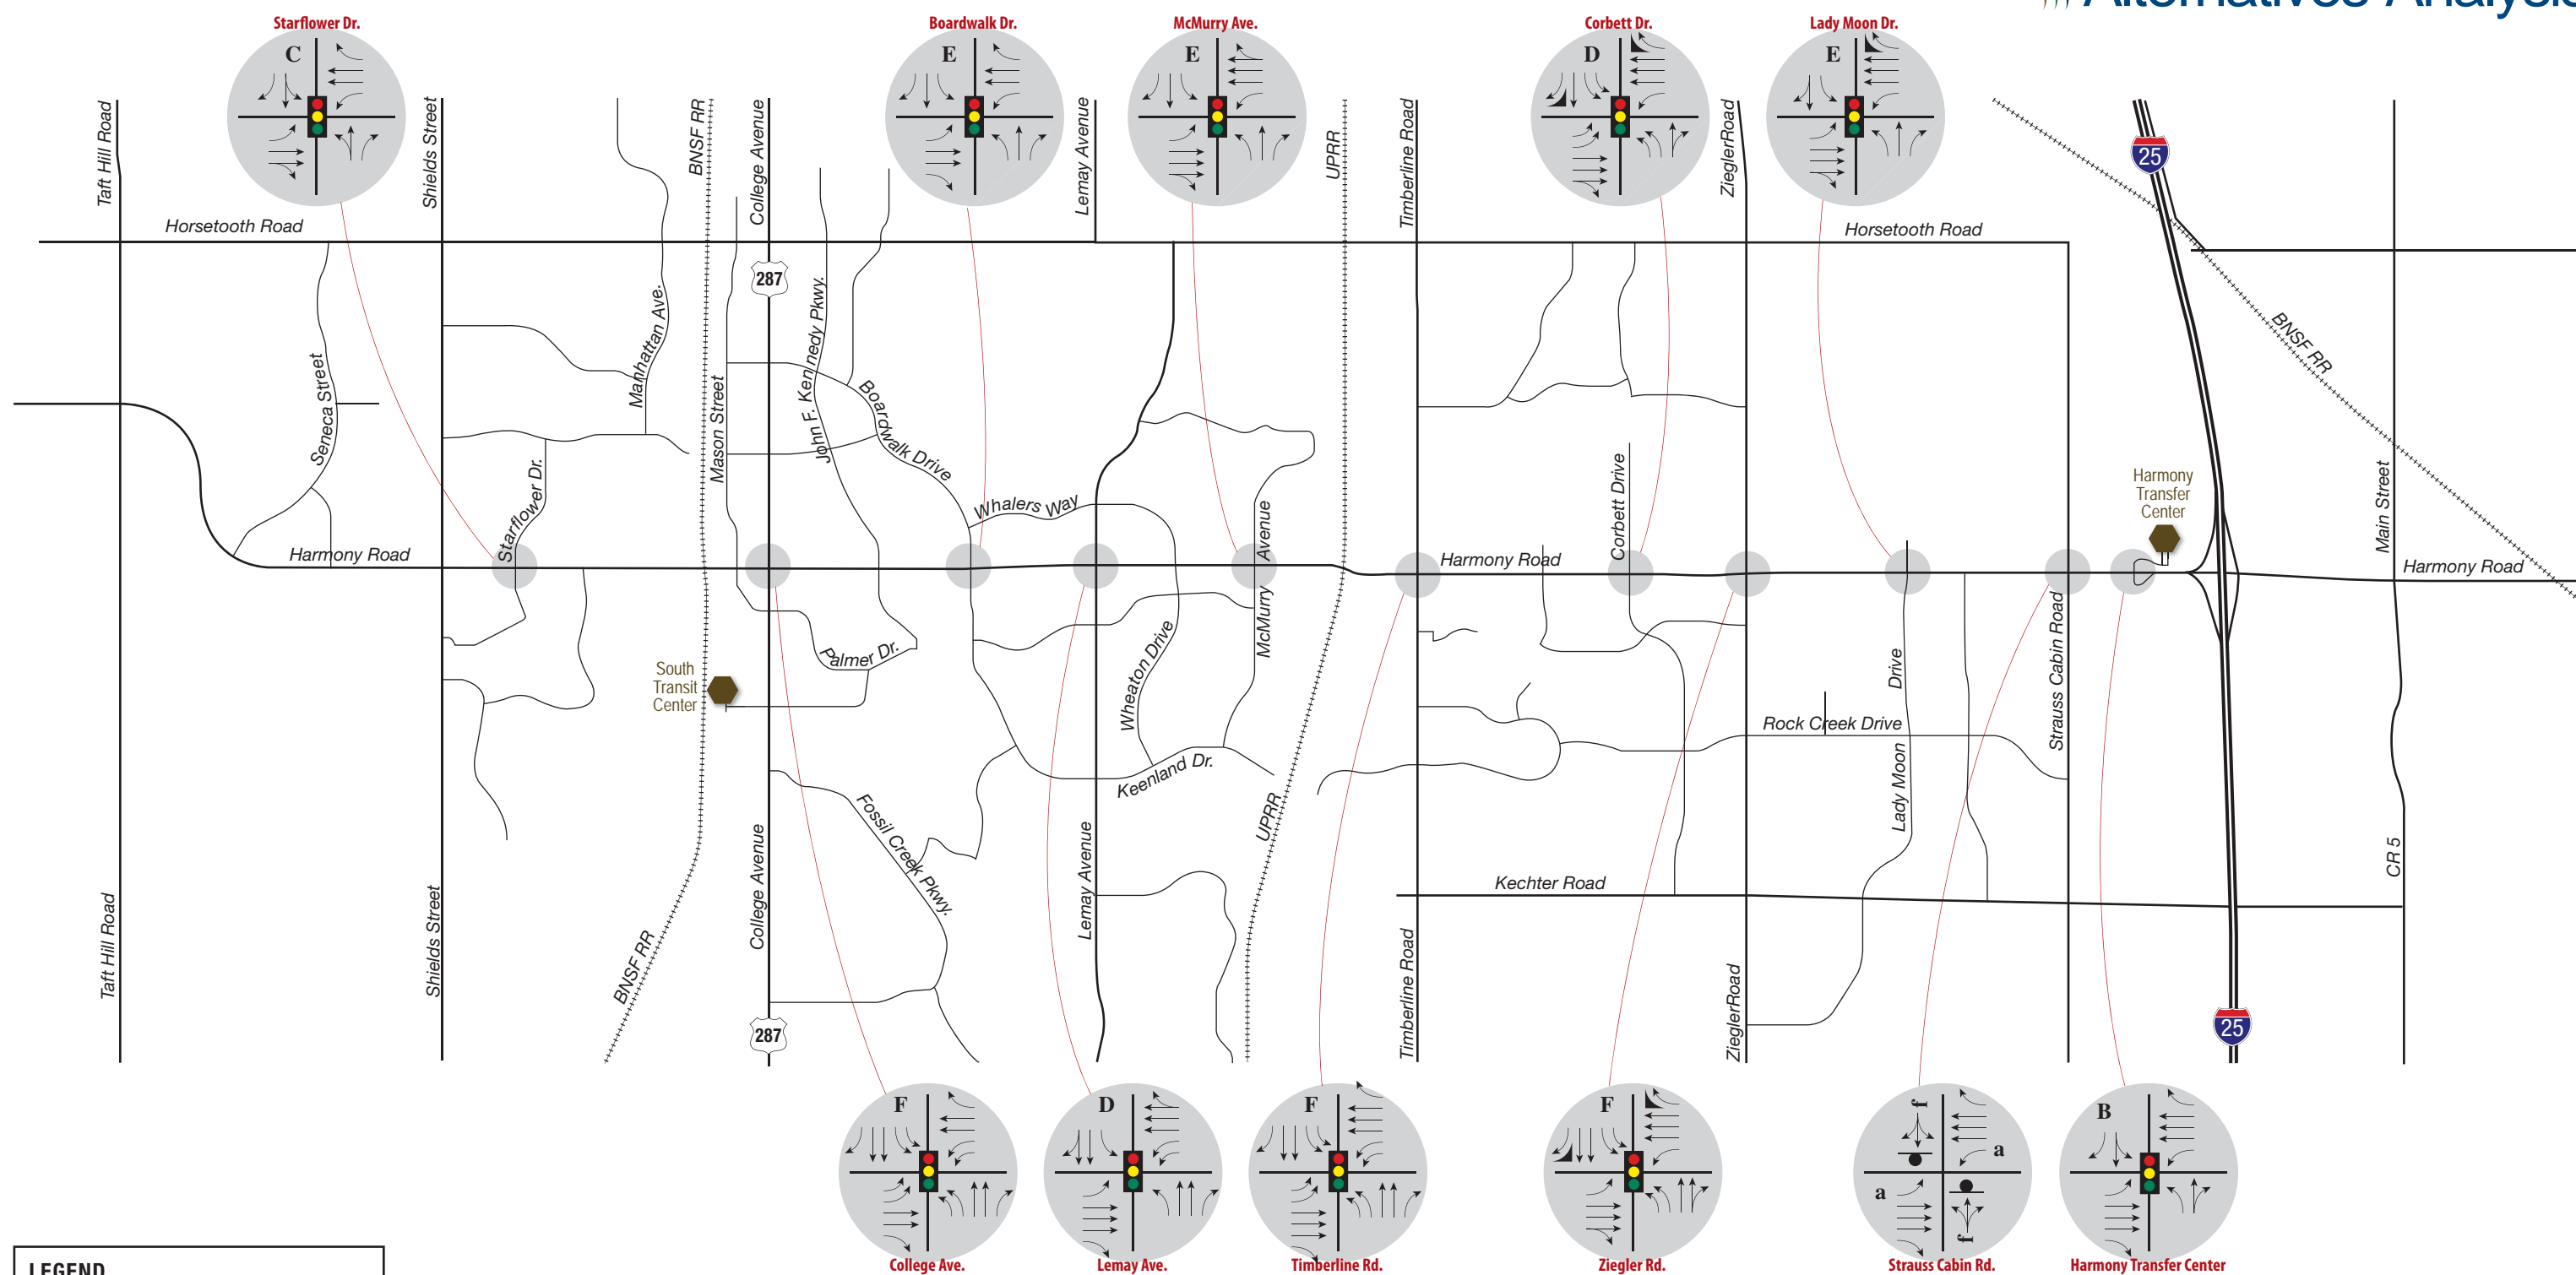 Alternatives Analysis
Starflower Dr.
Boardwalk Dr.
McMurry Ave.
Corbett Dr.
Lady Moon Dr.
C
E
E
D
E
Taft Hill Road
Shields Street
BNSF RR
College Avenue
Lemay Avenue
UPRR
Timberline Road
ZieglerRoad
25
Horsetooth Road
Horsetooth Road
287
Seneca Street
Manhattan Ave.
Mason Street
John F. Kennedy Pkwy.
Boardwalk Drive
BNSF RR
Starflower Dr.
Whalers Way
McMurry Avenue
Corbett Drive
Harmony
Transfer
Center
Main Street
Harmony Road
Harmony Road
Harmony Road
South
Transit
Center
Palmer Dr.
Wheaton Drive
Lady Moon Drive
Strauss Cabin Road
Rock Creek Drive
Keenland Dr.
Fossil Creek Pkwy.
UPRR
CR 5
Kechter Road
Taft Hill Road
Shields Street
BNSF RR
College Avenue
Lemay Avenue
Timberline Road
ZieglerRoad
287
25
F
D
F
F
f
a
a
f
B
College Ave.
Lemay Ave.
Timberline Rd.
Ziegler Rd.
Strauss Cabin Rd.
Harmony Transfer Center
LEGEND